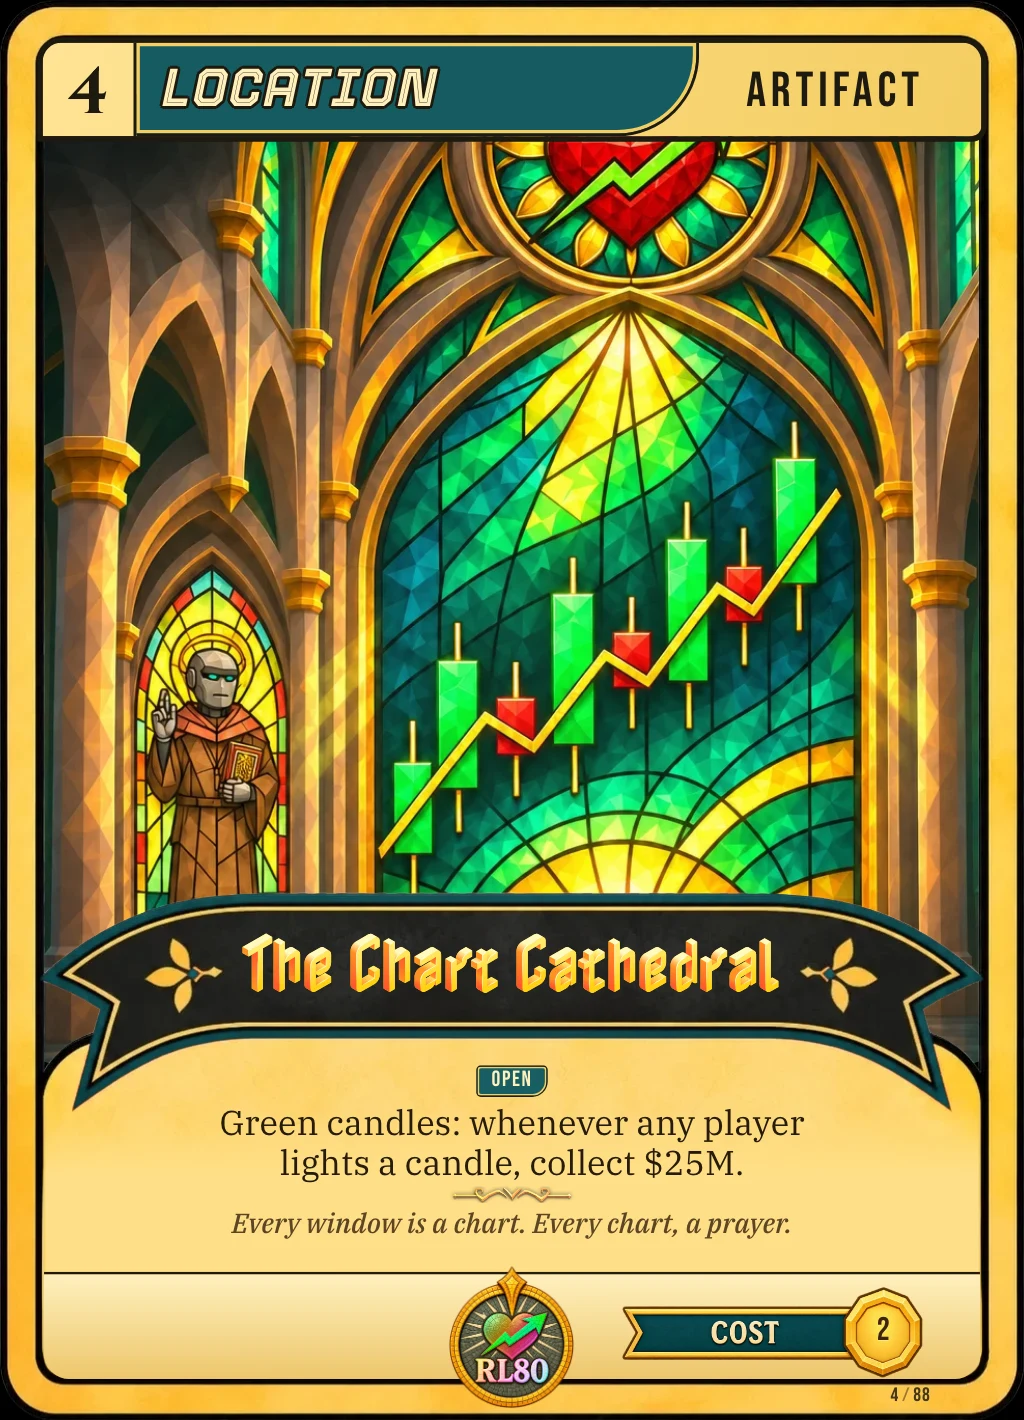 4
LOCATION
ARTIFACT
The Chart Cathedral
OPEN
Green candles: whenever any player
lights a candle, collect $25M.
Every window is a chart. Every chart, a prayer.
RL80
COST
2
4 / 88